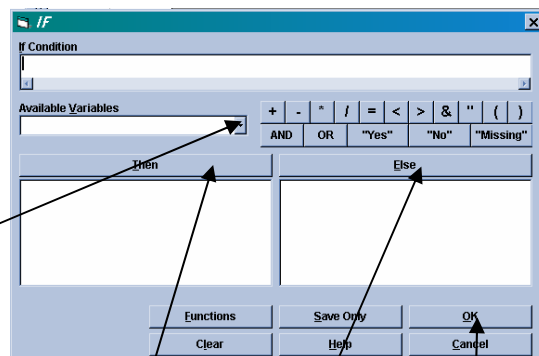 IF
If Condition
Available Variables
+ - * / = < > & " ( )
AND OR "Yes" "No" "Missing"
Then Else
Functions Save Only OK
Clear Help Cancel